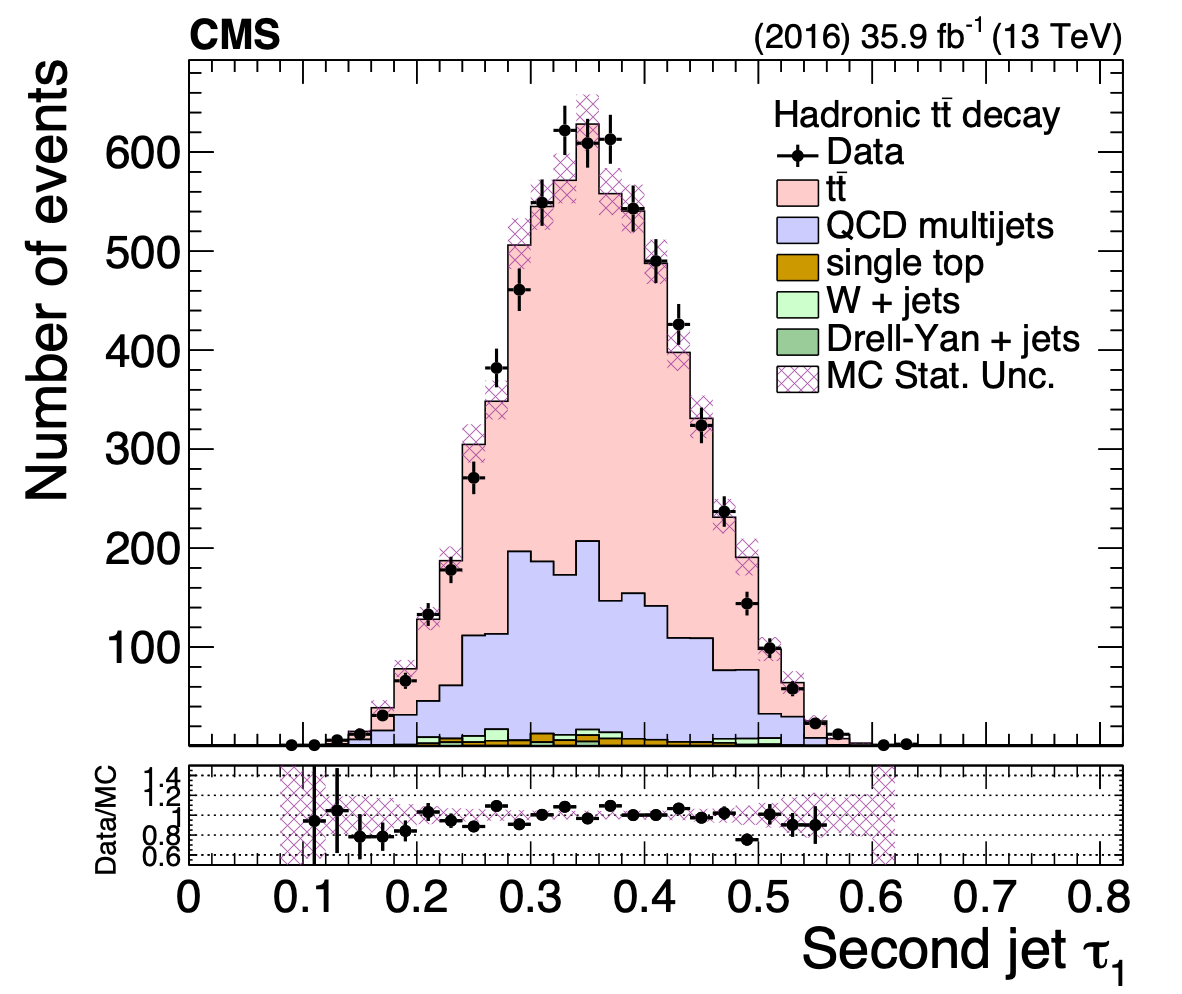 CMS (2016) 35.9 fb⁻¹ (13 TeV)
Number of events
600
500
400
300
200
100
Hadronic tt̄ decay
Data
tt̄
QCD multijets
single top
W + jets
Drell-Yan + jets
MC Stat. Unc.
Data/MC
1.4
1.2
1
0.8
0.6
0 0.1 0.2 0.3 0.4 0.5 0.6 0.7 0.8
Second jet τ₁